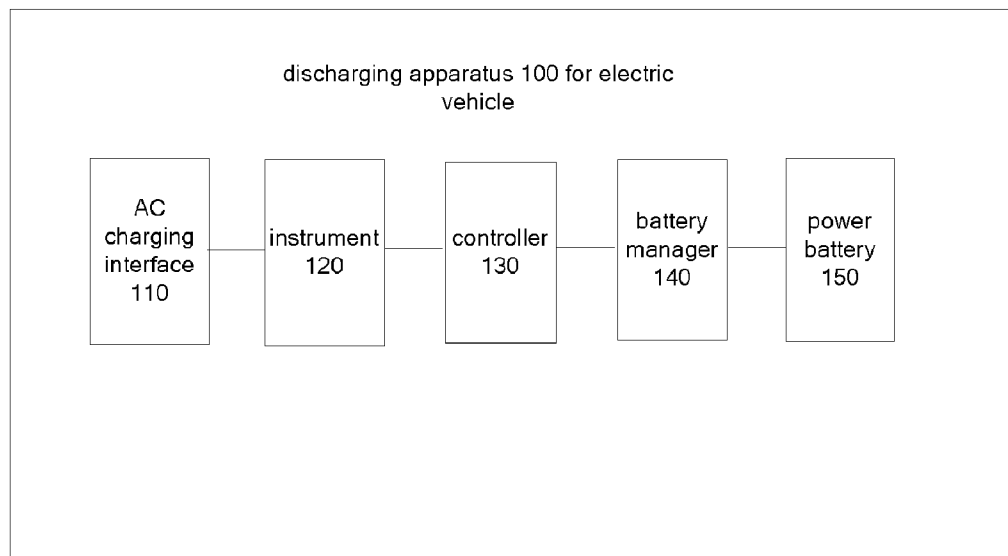 discharging apparatus 100 for electric
vehicle
AC
charging
interface
110
instrument
120
controller
130
battery
manager
140
power
battery
150